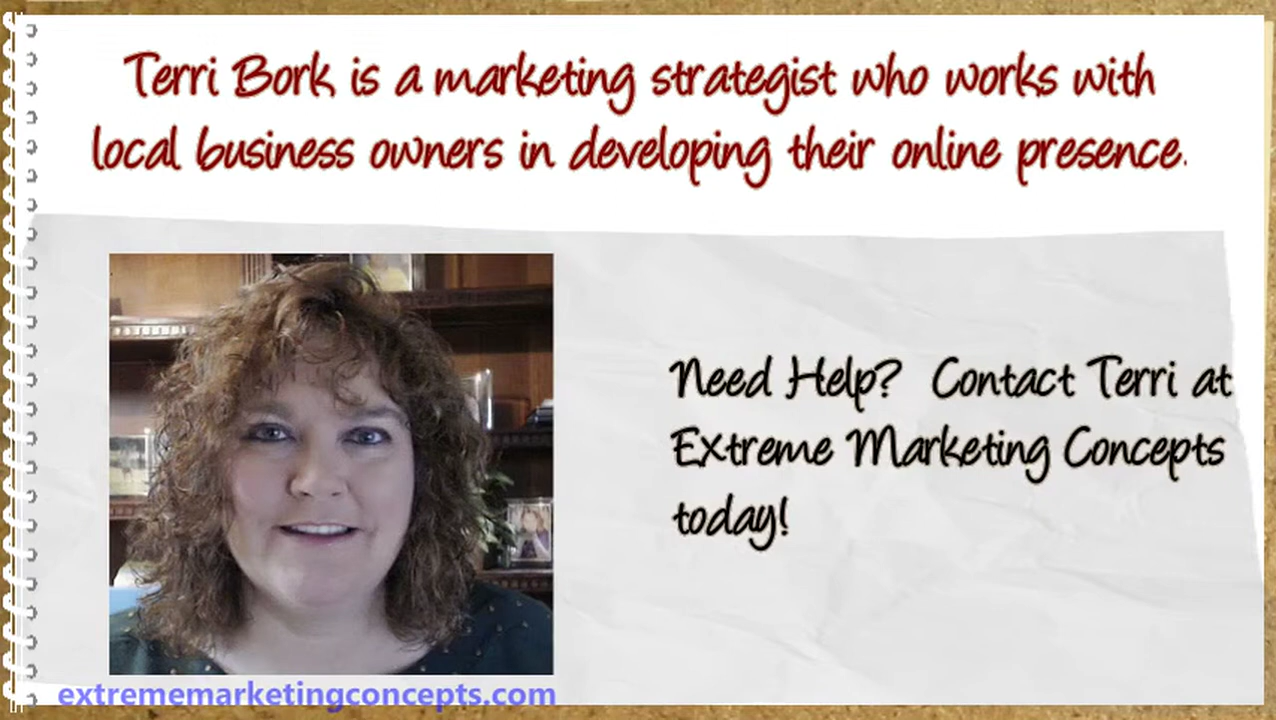 Terri Bork is a marketing strategist who works with
local business owners in developing their online presence.
Need Help? Contact Terri at
Extreme Marketing Concepts
today!
extrememarketingconcepts.com